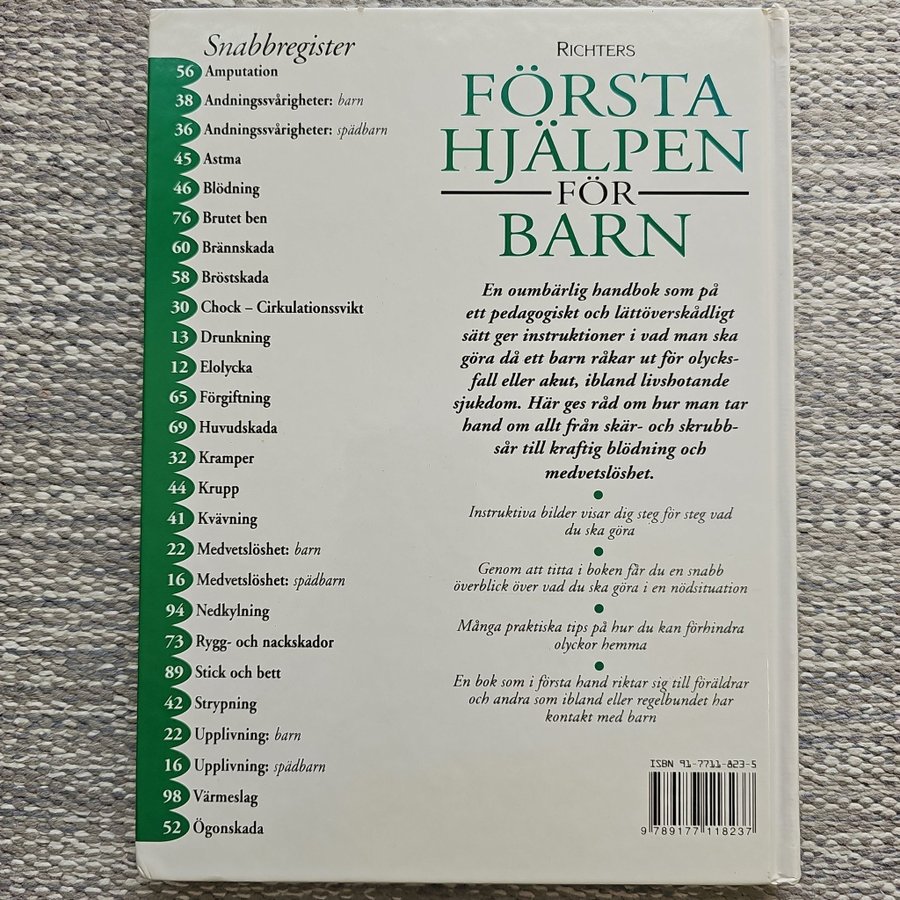 Snabbregister
56 Amputation
38 Andningssvårigheter: barn
36 Andningssvårigheter: spädbarn
45 Astma
46 Blödning
76 Brutet ben
60 Brännskada
58 Bröstskada
30 Chock – Cirkulationssvikt
13 Drunkning
12 Elolycka
65 Förgiftning
69 Huvudskada
32 Kramper
44 Krupp
41 Kvävning
22 Medvetslöshet: barn
16 Medvetslöshet: spädbarn
94 Nedkylning
73 Rygg- och nackskador
89 Stick och bett
42 Strypning
22 Upplivning: barn
16 Upplivning: spädbarn
98 Värmeslag
52 Ögonskada
RICHTERS
FÖRSTA
HJÄLPEN
FÖR
BARN
En oumbärlig handbok som på
ett pedagogiskt och lättöverskådligt
sätt ger instruktioner i vad man ska
göra då ett barn råkar ut för olycks-
fall eller akut, ibland livshotande
sjukdom. Här ges råd om hur man tar
hand om allt från skär- och skrubb-
sår till kraftig blödning och
medvetslöshet.
Instruktiva bilder visar dig steg för steg vad
du ska göra
Genom att titta i boken får du en snabb
överblick över vad du ska göra i en nödsituation
Många praktiska tips på hur du kan förhindra
olyckor hemma
En bok som i första hand riktar sig till föräldrar
och andra som ibland eller regelbundet har
kontakt med barn
ISBN 91-7711-823-5
9 789177 118237